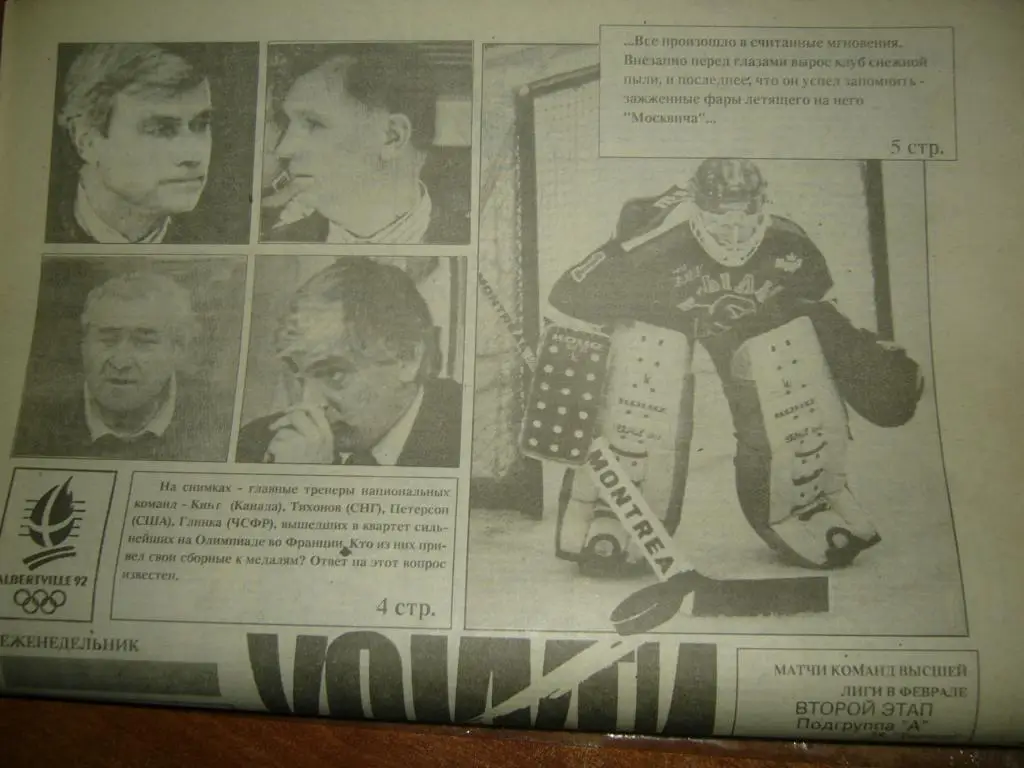 ...Все произошло в считанные мгновения.
Внезапно перед глазами вырос клуб снежной
пыли, и последнее, что он успел запомнить -
зажженные фары летящего на него
"Москвича"...
5 стр.
MONTREAL
MONTREA
ALBERTVILLE 92
На снимках - главные тренеры национальных
команд - Кинг (Канада), Тихонов (СНГ), Петерсон
(США), Глинка (ЧСФР), вышедших в квартет силь-
нейших на Олимпиаде во Франции. Кто из них при-
вел свои сборные к медалям? Ответ на этот вопрос
известен.
4 стр.
ЕЖЕНЕДЕЛЬНИК
МАТЧИ КОМАНД ВЫСШЕЙ
ЛИГИ В ФЕВРАЛЕ
ВТОРОЙ ЭТАП
Подгруппа "А"